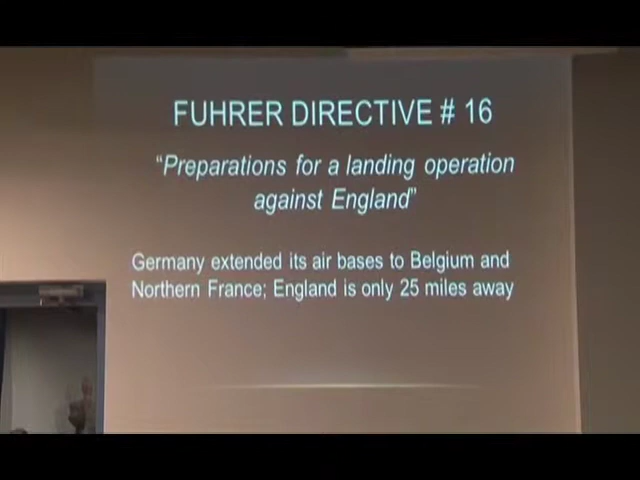 FUHRER DIRECTIVE # 16
“Preparations for a landing operation
against England”
Germany extended its air bases to Belgium and
Northern France; England is only 25 miles away